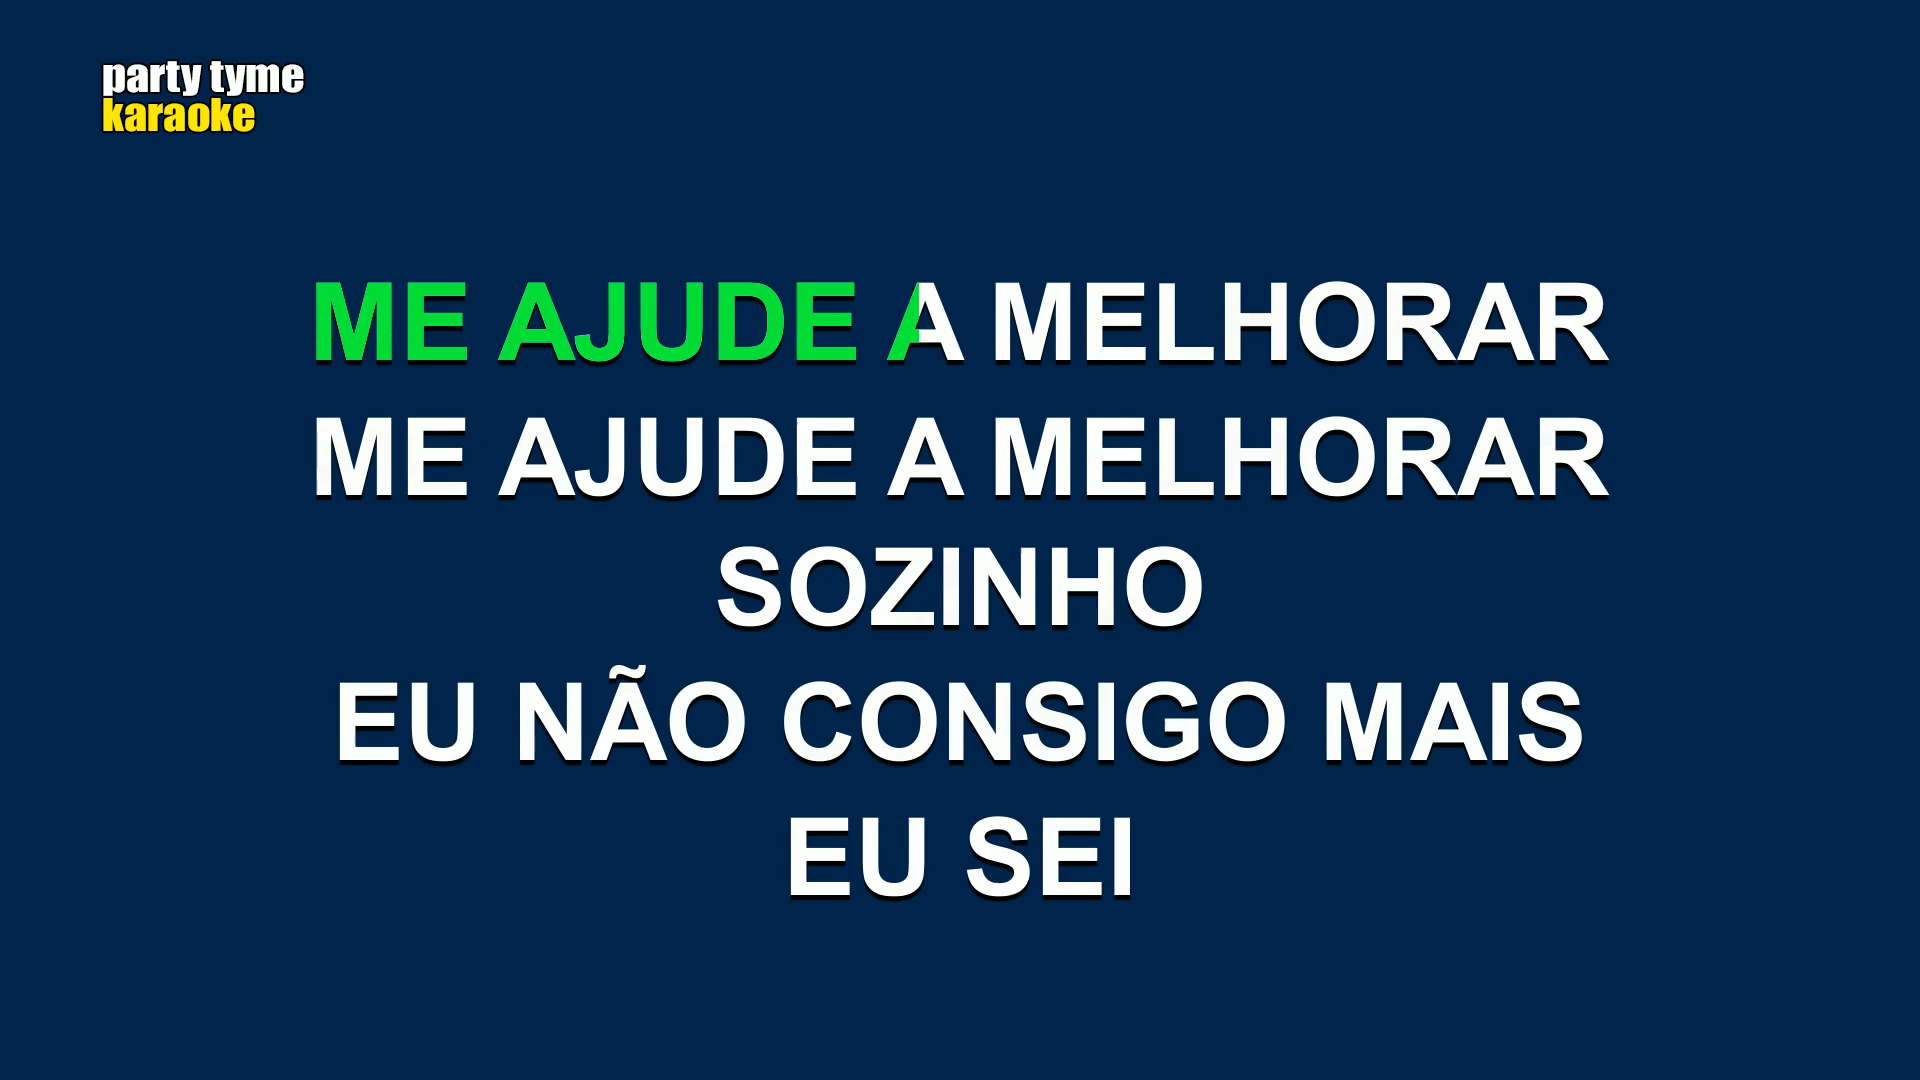 party tyme
karaoke
ME AJUDE A MELHORAR
ME AJUDE A MELHORAR
SOZINHO
EU NÃO CONSIGO MAIS
EU SEI